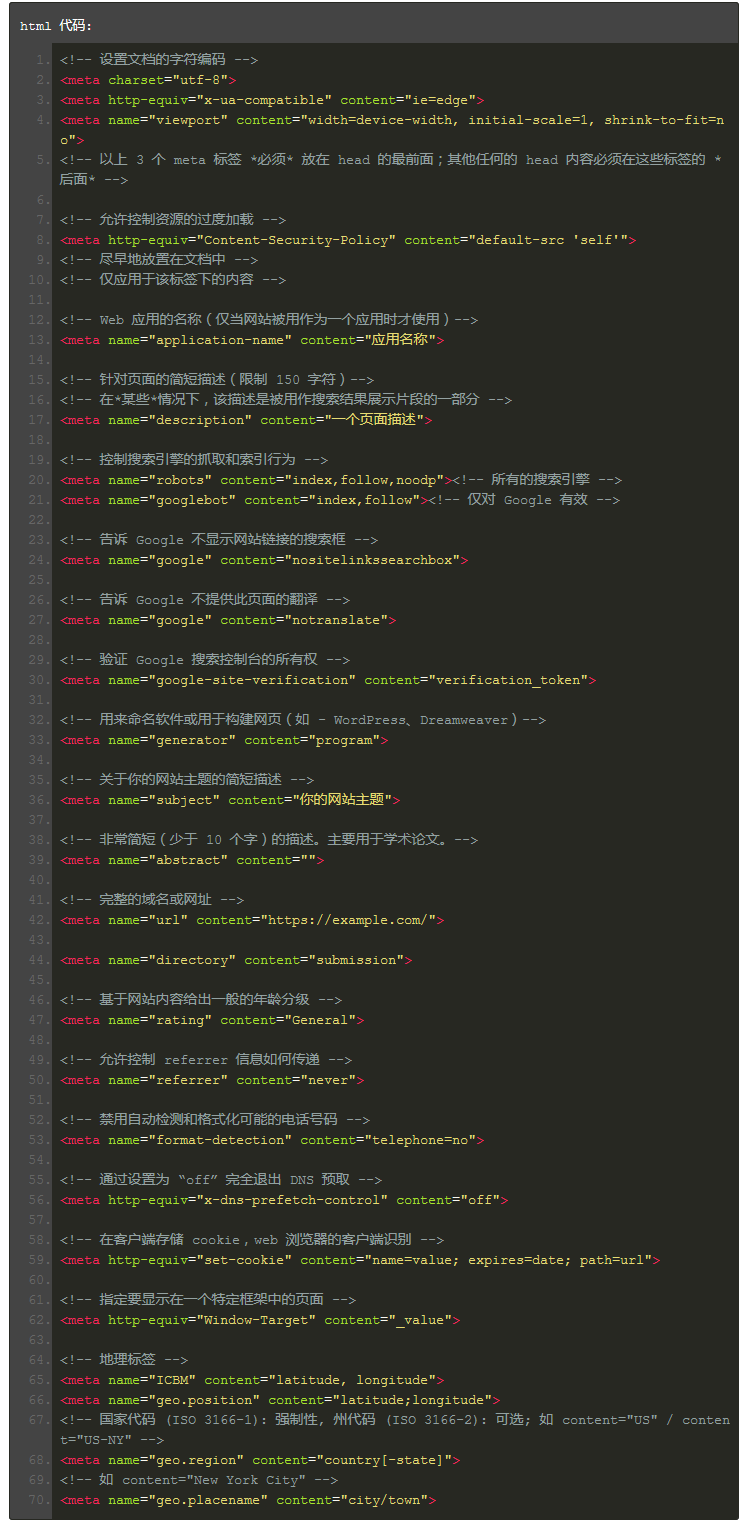 html 代码:
1. <!-- 设置文档的字符编码 -->
2. <meta charset="utf-8">
3. <meta http-equiv="x-ua-compatible" content="ie=edge">
4. <meta name="viewport" content="width=device-width, initial-scale=1, shrink-to-fit=n
o">
5. <!-- 以上 3 个 meta 标签 *必须* 放在 head 的最前面；其他任何的 head 内容必须在这些标签的 *
后面* -->
6.
7. <!-- 允许控制资源的过度加载 -->
8. <meta http-equiv="Content-Security-Policy" content="default-src 'self'">
9. <!-- 尽早地放置在文档中 -->
10. <!-- 仅应用于该标签下的内容 -->
11.
12. <!-- Web 应用的名称（仅当网站被用作为一个应用时才使用）-->
13. <meta name="application-name" content="应用名称">
14.
15. <!-- 针对页面的简短描述（限制 150 字符）-->
16. <!-- 在*某些*情况下，该描述是被用作搜索结果展示片段的一部分 -->
17. <meta name="description" content="一个页面描述">
18.
19. <!-- 控制搜索引擎的抓取和索引行为 -->
20. <meta name="robots" content="index,follow,noodp"><!-- 所有的搜索引擎 -->
21. <meta name="googlebot" content="index,follow"><!-- 仅对 Google 有效 -->
22.
23. <!-- 告诉 Google 不显示网站链接的搜索框 -->
24. <meta name="google" content="nositelinkssearchbox">
25.
26. <!-- 告诉 Google 不提供此页面的翻译 -->
27. <meta name="google" content="notranslate">
28.
29. <!-- 验证 Google 搜索控制台的所有权 -->
30. <meta name="google-site-verification" content="verification_token">
31.
32. <!-- 用来命名软件或用于构建网页（如 - WordPress、Dreamweaver）-->
33. <meta name="generator" content="program">
34.
35. <!-- 关于你的网站主题的简短描述 -->
36. <meta name="subject" content="你的网站主题">
37.
38. <!-- 非常简短（少于 10 个字）的描述。主要用于学术论文。-->
39. <meta name="abstract" content="">
40.
41. <!-- 完整的域名或网址 -->
42. <meta name="url" content="https://example.com/">
43.
44. <meta name="directory" content="submission">
45.
46. <!-- 基于网站内容给出一般的年龄分级 -->
47. <meta name="rating" content="General">
48.
49. <!-- 允许控制 referrer 信息如何传递 -->
50. <meta name="referrer" content="never">
51.
52. <!-- 禁用自动检测和格式化可能的电话号码 -->
53. <meta name="format-detection" content="telephone=no">
54.
55. <!-- 通过设置为 “off” 完全退出 DNS 预取 -->
56. <meta http-equiv="x-dns-prefetch-control" content="off">
57.
58. <!-- 在客户端存储 cookie，web 浏览器的客户端识别 -->
59. <meta http-equiv="set-cookie" content="name=value; expires=date; path=url">
60.
61. <!-- 指定要显示在一个特定框架中的页面 -->
62. <meta http-equiv="Window-Target" content="_value">
63.
64. <!-- 地理标签 -->
65. <meta name="ICBM" content="latitude, longitude">
66. <meta name="geo.position" content="latitude;longitude">
67. <!-- 国家代码 (ISO 3166-1): 强制性, 州代码 (ISO 3166-2): 可选; 如 content="US" / conten
t="US-NY" -->
68. <meta name="geo.region" content="country[-state]">
69. <!-- 如 content="New York City" -->
70. <meta name="geo.placename" content="city/town">